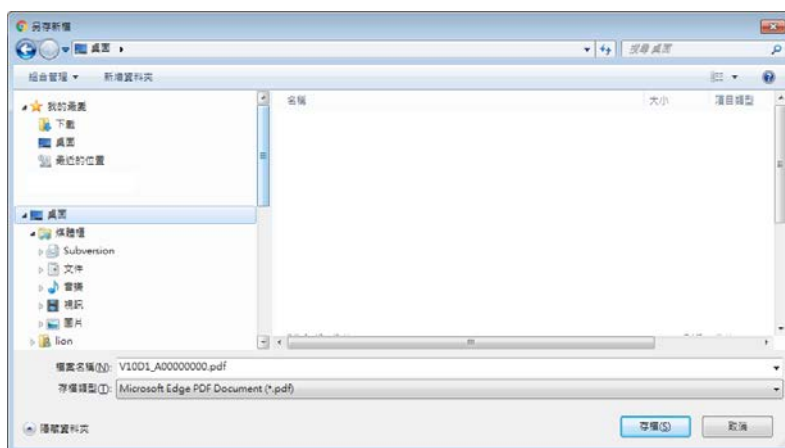 另存新檔
桌面
搜尋 桌面
組合管理 新增資料夾
名稱 大小 項目類型
我的最愛
下載
桌面
最近的位置
桌面
媒體櫃
Subversion
文件
音樂
視訊
圖片
lion
檔案名稱(N): V10D1_A00000000.pdf
存檔類型(T): Microsoft Edge PDF Document (*.pdf)
隱藏資料夾 存檔(S) 取消